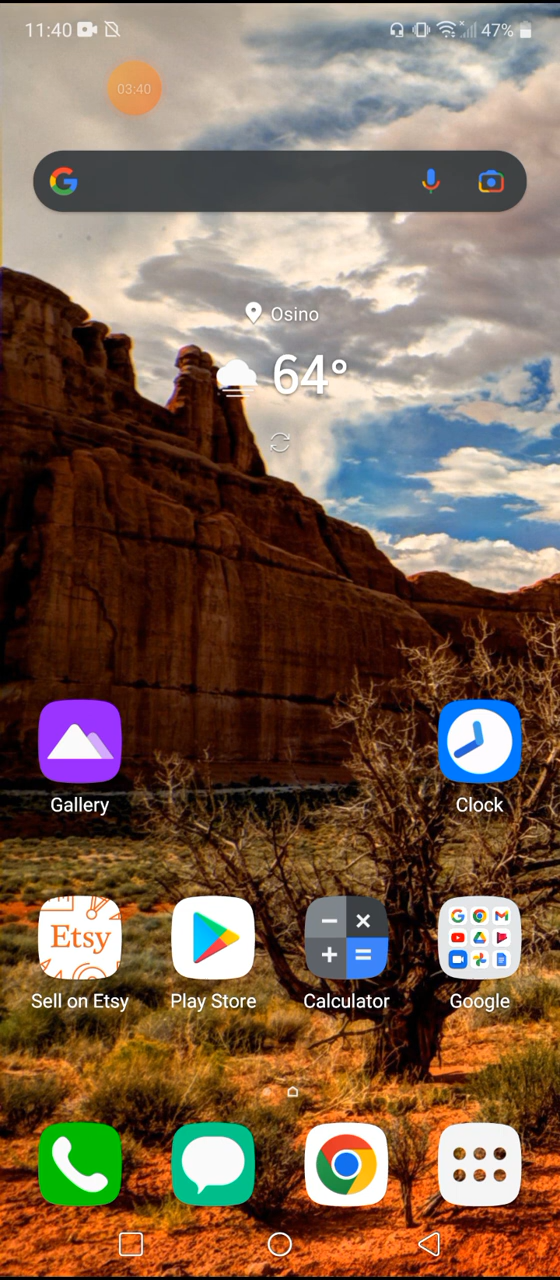 11:40 47%
03:40
Osino
64°
Gallery Clock
Etsy
Sell on Etsy Play Store Calculator Google